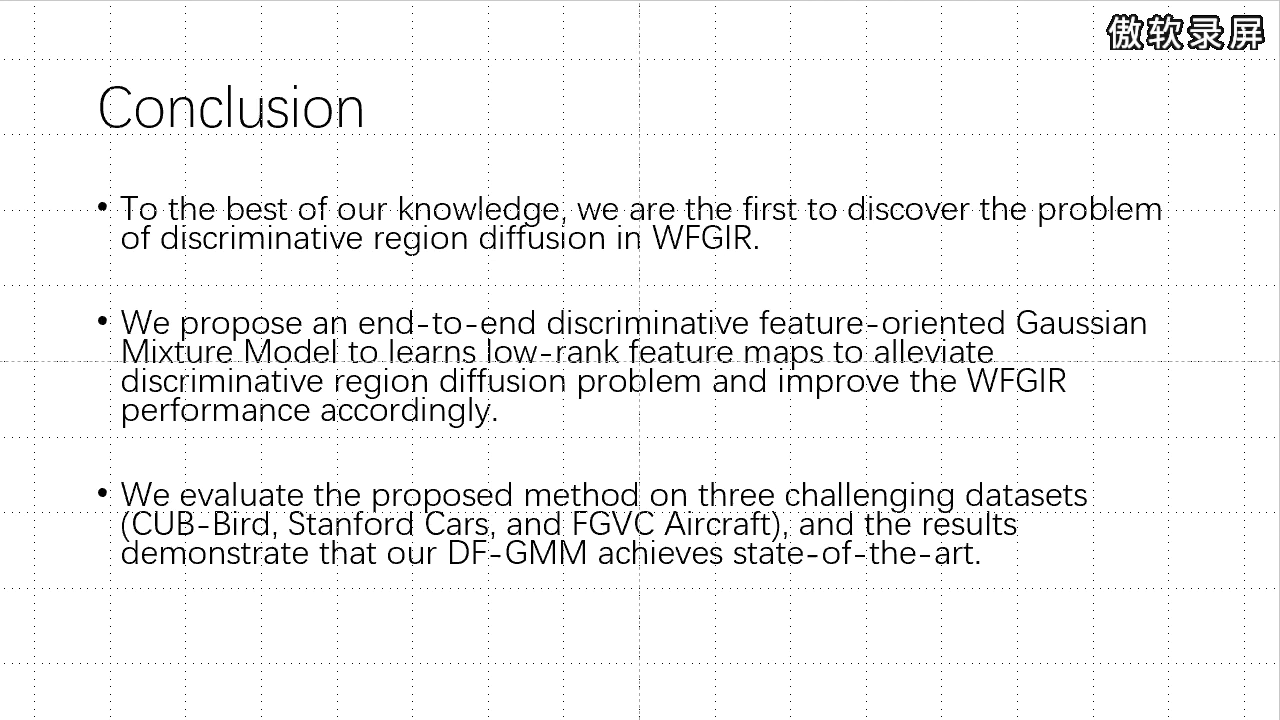 傲软录屏
Conclusion
• To the best of our knowledge, we are the first to discover the problem
of discriminative region diffusion in WFGIR.
• We propose an end-to-end discriminative feature-oriented Gaussian
Mixture Model to learns low-rank feature maps to alleviate
discriminative region diffusion problem and improve the WFGIR
performance accordingly.
• We evaluate the proposed method on three challenging datasets
(CUB-Bird, Stanford Cars, and FGVC Aircraft), and the results
demonstrate that our DF-GMM achieves state-of-the-art.